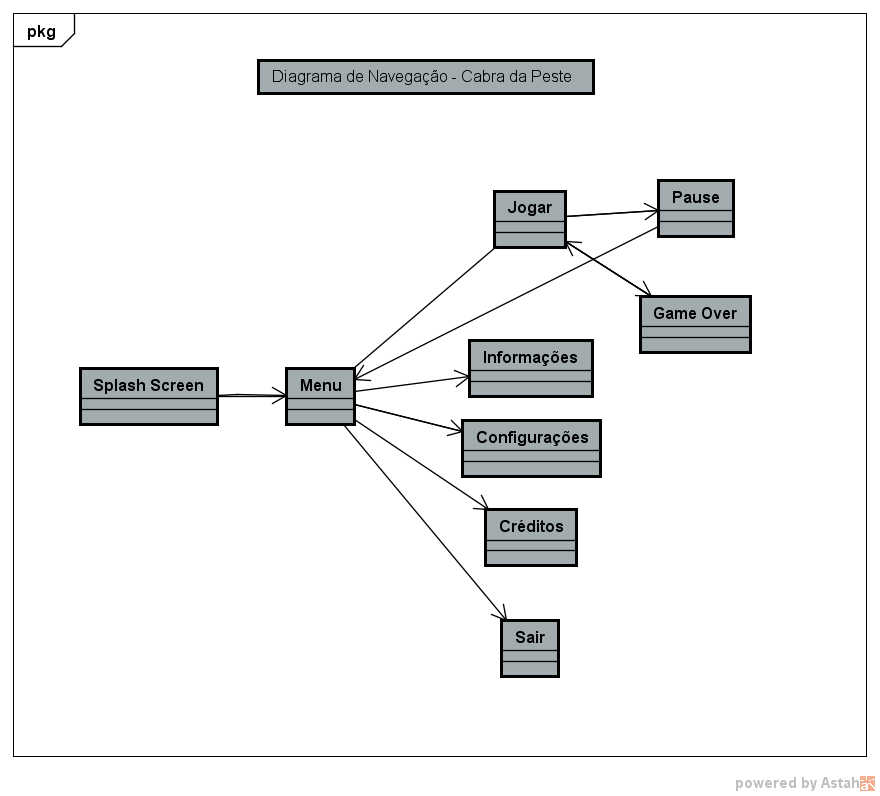 pkg
Diagrama de Navegação - Cabra da Peste
Jogar
Pause
Game Over
Informações
Splash Screen
Menu
Configurações
Créditos
Sair
powered by Astah